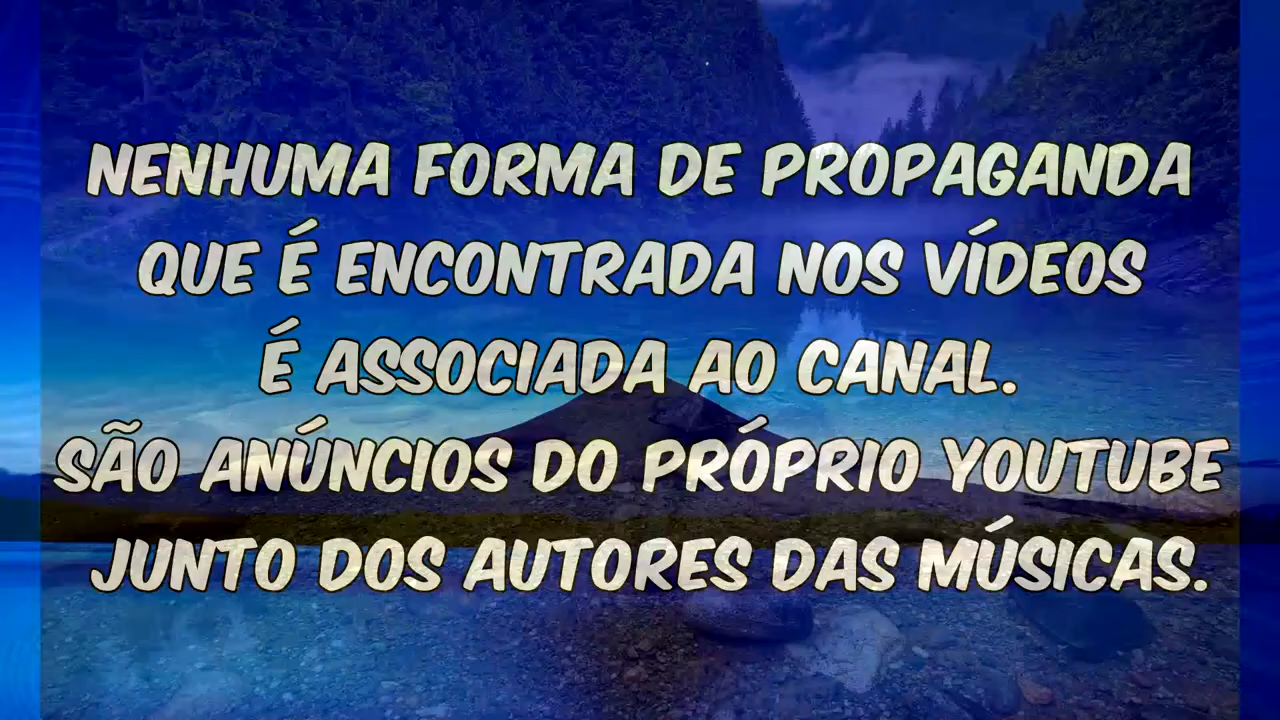 NENHUMA FORMA DE PROPAGANDA
QUE É ENCONTRADA NOS VÍDEOS
É ASSOCIADA AO CANAL.
SÃO ANÚNCIOS DO PRÓPRIO YOUTUBE
JUNTO DOS AUTORES DAS MÚSICAS.